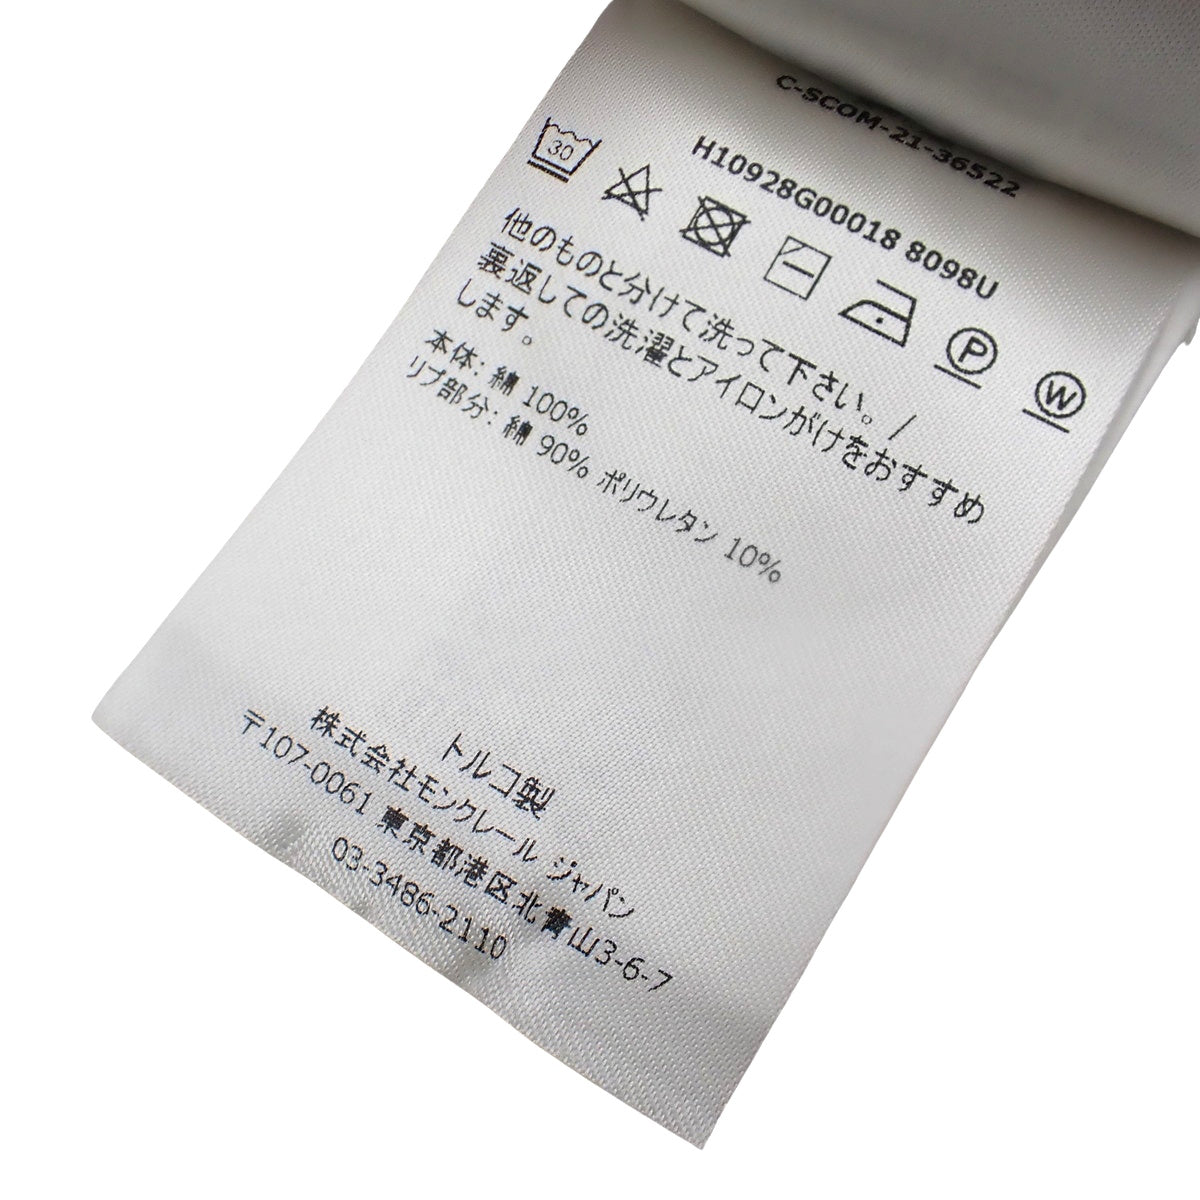 C-SCOM-21-36522
H10928G00018 8098U
30
P
W
他のものと分けて洗って下さい。/
裏返しての洗濯とアイロンがけをおすすめ
します。
本体: 綿 100%
リブ部分: 綿 90% ポリウレタン 10%
トルコ製
株式会社モンクレール ジャパン
〒107-0061 東京都港区北青山3-6-7
03-3486-2110